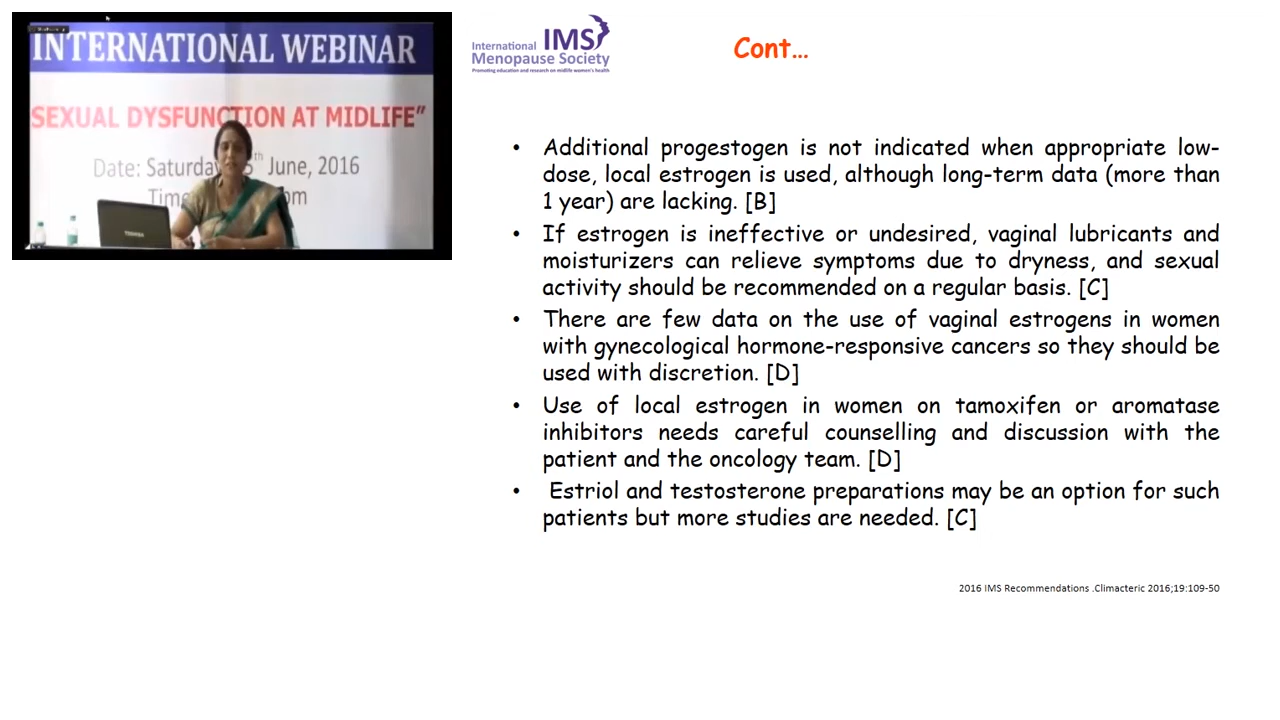 INTERNATIONAL WEBINAR
SEXUAL DYSFUNCTION AT MIDLIFE”
Date: Saturday th June, 2016
TOSHIBA
International IMS
Menopause Society
Promoting education and research on midlife women's health
Cont…
• Additional progestogen is not indicated when appropriate low-
dose, local estrogen is used, although long-term data (more than
1 year) are lacking. [B]
• If estrogen is ineffective or undesired, vaginal lubricants and
moisturizers can relieve symptoms due to dryness, and sexual
activity should be recommended on a regular basis. [C]
• There are few data on the use of vaginal estrogens in women
with gynecological hormone-responsive cancers so they should be
used with discretion. [D]
• Use of local estrogen in women on tamoxifen or aromatase
inhibitors needs careful counselling and discussion with the
patient and the oncology team. [D]
• Estriol and testosterone preparations may be an option for such
patients but more studies are needed. [C]
2016 IMS Recommendations .Climacteric 2016;19:109-50